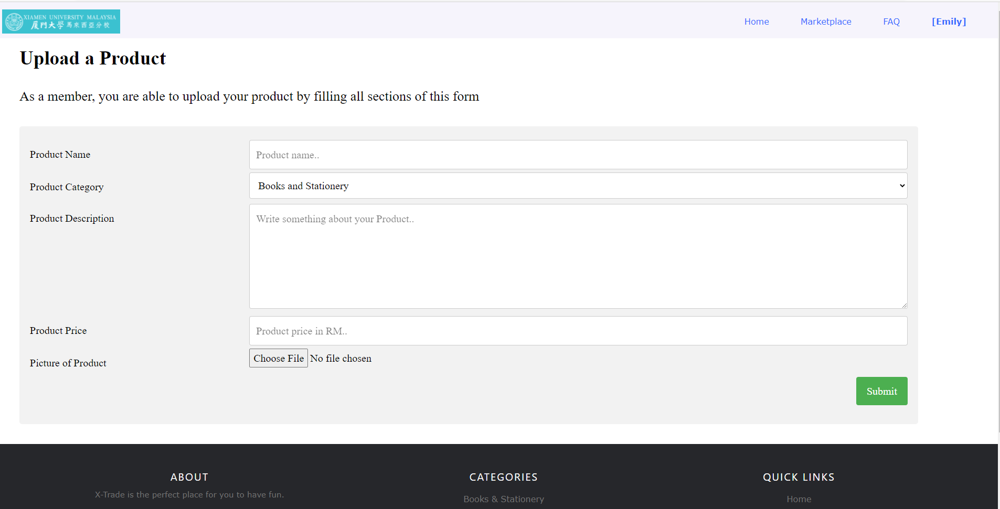 XIAMEN UNIVERSITY MALAYSIA
厦門大學 馬來西亞分校
Home Marketplace FAQ [Emily]
Upload a Product
As a member, you are able to upload your product by filling all sections of this form
Product Name
Product name..
Product Category
Books and Stationery
Product Description
Write something about your Product..
Product Price
Product price in RM..
Picture of Product
Choose File No file chosen
Submit
ABOUT
X-Trade is the perfect place for you to have fun.
CATEGORIES
Books & Stationery
QUICK LINKS
Home